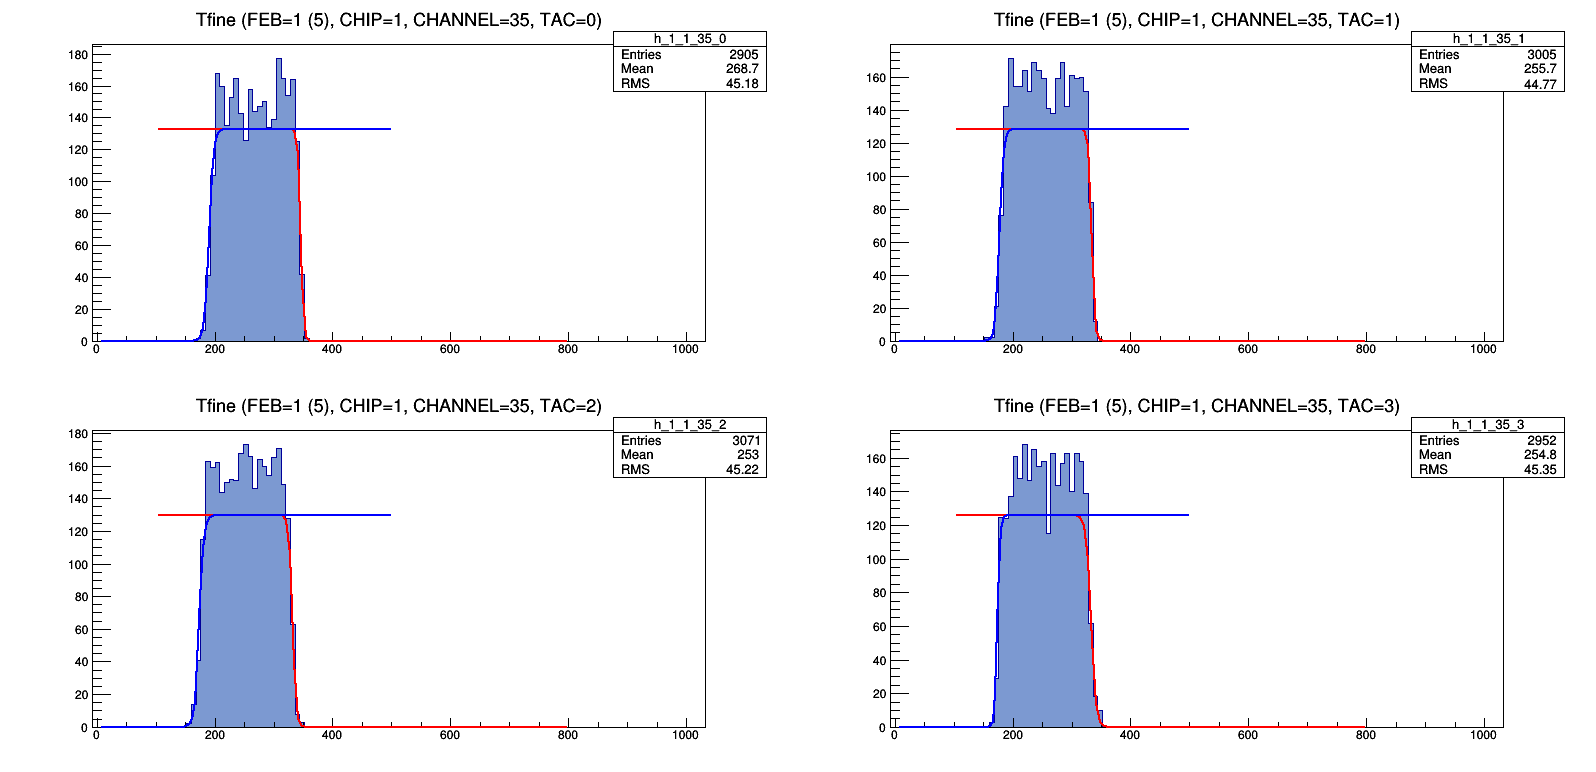 Tfine (FEB=1 (5), CHIP=1, CHANNEL=35, TAC=0)
h_1_1_35_0
Entries 2905
Mean 268.7
RMS 45.18
180
160
140
120
100
80
60
40
20
0
0 200 400 600 800 1000
Tfine (FEB=1 (5), CHIP=1, CHANNEL=35, TAC=1)
h_1_1_35_1
Entries 3005
Mean 255.7
RMS 44.77
160
140
120
100
80
60
40
20
0
0 200 400 600 800 1000
Tfine (FEB=1 (5), CHIP=1, CHANNEL=35, TAC=2)
h_1_1_35_2
Entries 3071
Mean 253
RMS 45.22
180
160
140
120
100
80
60
40
20
0
0 200 400 600 800 1000
Tfine (FEB=1 (5), CHIP=1, CHANNEL=35, TAC=3)
h_1_1_35_3
Entries 2952
Mean 254.8
RMS 45.35
160
140
120
100
80
60
40
20
0
0 200 400 600 800 1000